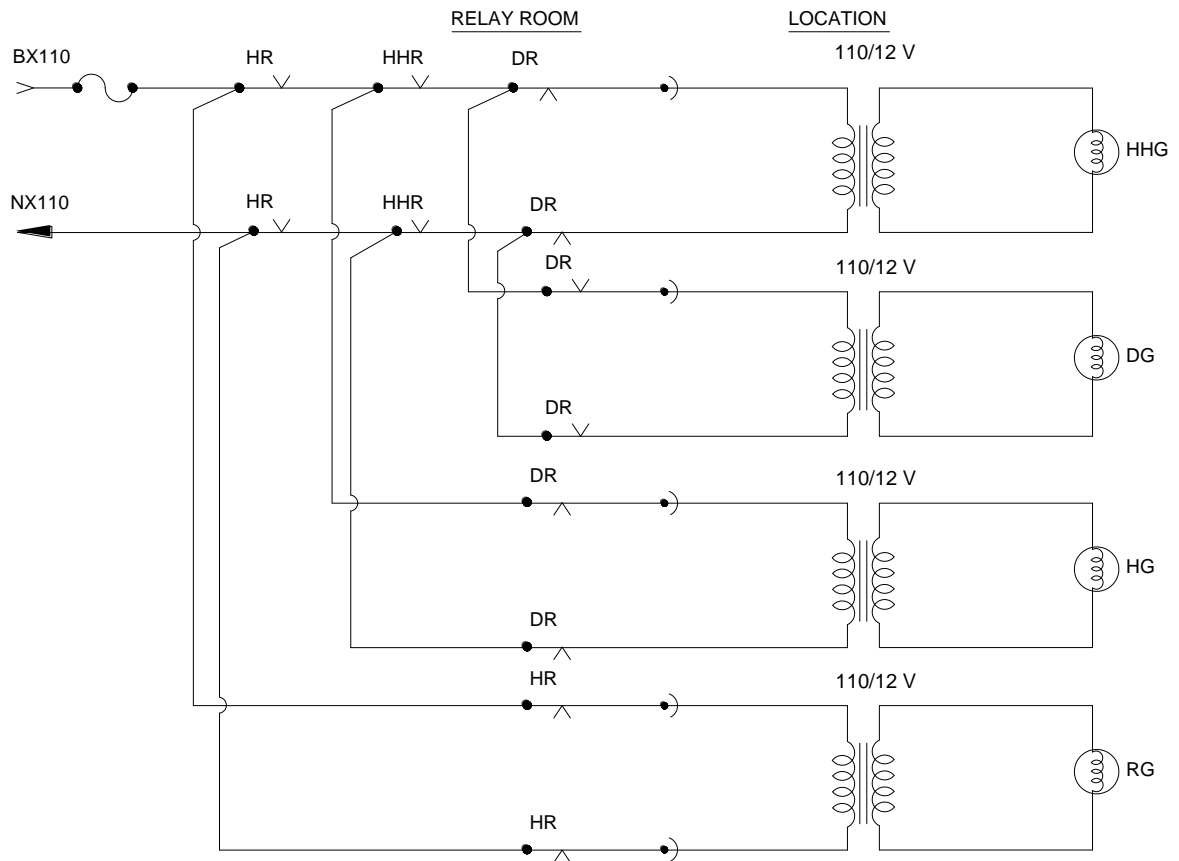 RELAY ROOM
LOCATION
BX110
HR
HHR
DR
110/12 V
HHG
NX110
HR
HHR
DR
DR
110/12 V
DG
DR
DR
110/12 V
HG
DR
HR
110/12 V
RG
HR